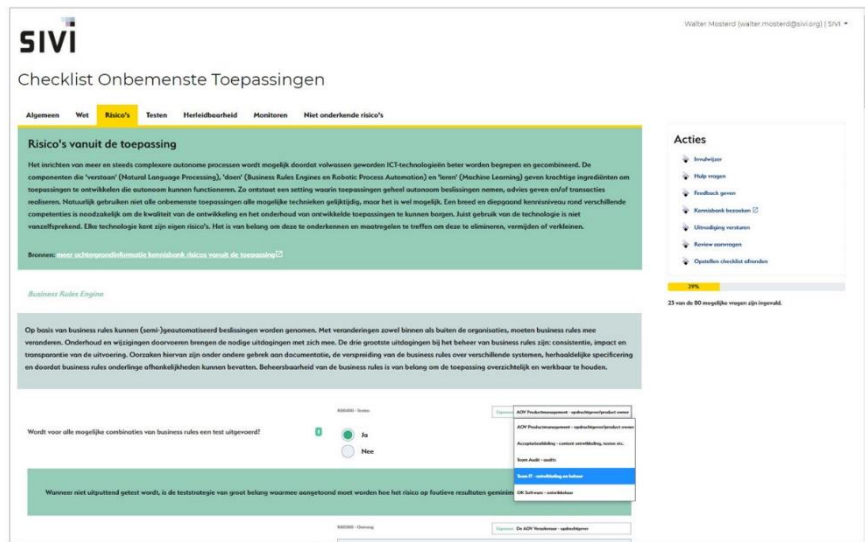 SIVI
Walter Mosterd (walter.mosterd@sivi.org) | SIVI
Checklist Onbemenste Toepassingen
Algemeen Wet Risico's Testen Herleidbaarheid Monitoren Niet onderkende risico's
Risico's vanuit de toepassing
Het inrichten van meer en steeds complexere autonome processen wordt mogelijk doordat volwassen geworden ICT-technologieën beter worden begrepen en gecombineerd. De
componenten die 'verstaan' (Natural Language Processing), 'doen' (Business Rules Engines en Robotic Process Automation) en 'leren' (Machine Learning) geven krachtige ingrediënten om
toepassingen te ontwikkelen die autonoom kunnen functioneren. Zo ontstaat een setting waarin toepassingen geheel autonoom beslissingen nemen, advies geven en/of transacties
realiseren. Natuurlijk gebruiken niet alle onbemenste toepassingen alle mogelijke technieken gelijktijdig, maar het is wel mogelijk. Een breed en diepgaand kennisniveau rond verschillende
competenties is noodzakelijk om de kwaliteit van de ontwikkeling en het onderhoud van ontwikkelde toepassingen te kunnen borgen. Juist gebruik van de technologie is niet
vanzelfsprekend. Elke technologie kent zijn eigen risico's. Het is van belang om deze te onderkennen en maatregelen te treffen om deze te elimineren, vermijden of verkleinen.
Bronnen: meer achtergrondinformatie kennisbank risicos vanuit de toepassing
Business Rules Engine
Op basis van business rules kunnen (semi-)geautomatiseerd beslissingen worden genomen. Met veranderingen zowel binnen als buiten de organisaties, moeten business rules mee
veranderen. Onderhoud en wijzigingen doorvoeren brengen de nodige uitdagingen met zich mee. De drie grootste uitdagingen bij het beheer van business rules zijn: consistentie, impact en
transparantie van de uitvoering. Oorzaken hiervan zijn onder andere gebrek aan documentatie, de verspreiding van de business rules over verschillende systemen, herhaaldelijke specificering
en doordat business rules onderlinge afhankelijkheden kunnen bevatten. Beheersbaarheid van de business rules is van belang om de toepassing overzichtelijk en werkbaar te houden.
AOV Productmanagement - opdrachtgever/product owner
Wordt voor alle mogelijke combinaties van business rules een test uitgevoerd?
Ja
Nee
AOV Productmanagement - opdrachtgever/product owner
Team Audit - audits
Team IT - ontwikkeling en beheer
Wanneer niet uitputtend getest wordt, is de teststrategie van groot belang waarmee aangetoond moet worden hoe het risico op foutieve resultaten
De AOV Verzekeraar - opdrachtgever
Acties
Invulwijzer
Hulp vragen
Feedback geven
Kennisbank bezoeken
Uitnodiging versturen
Review aanvragen
Opstellen checklist afronden
29%
23 van de 80 mogelijke vragen zijn ingevuld.